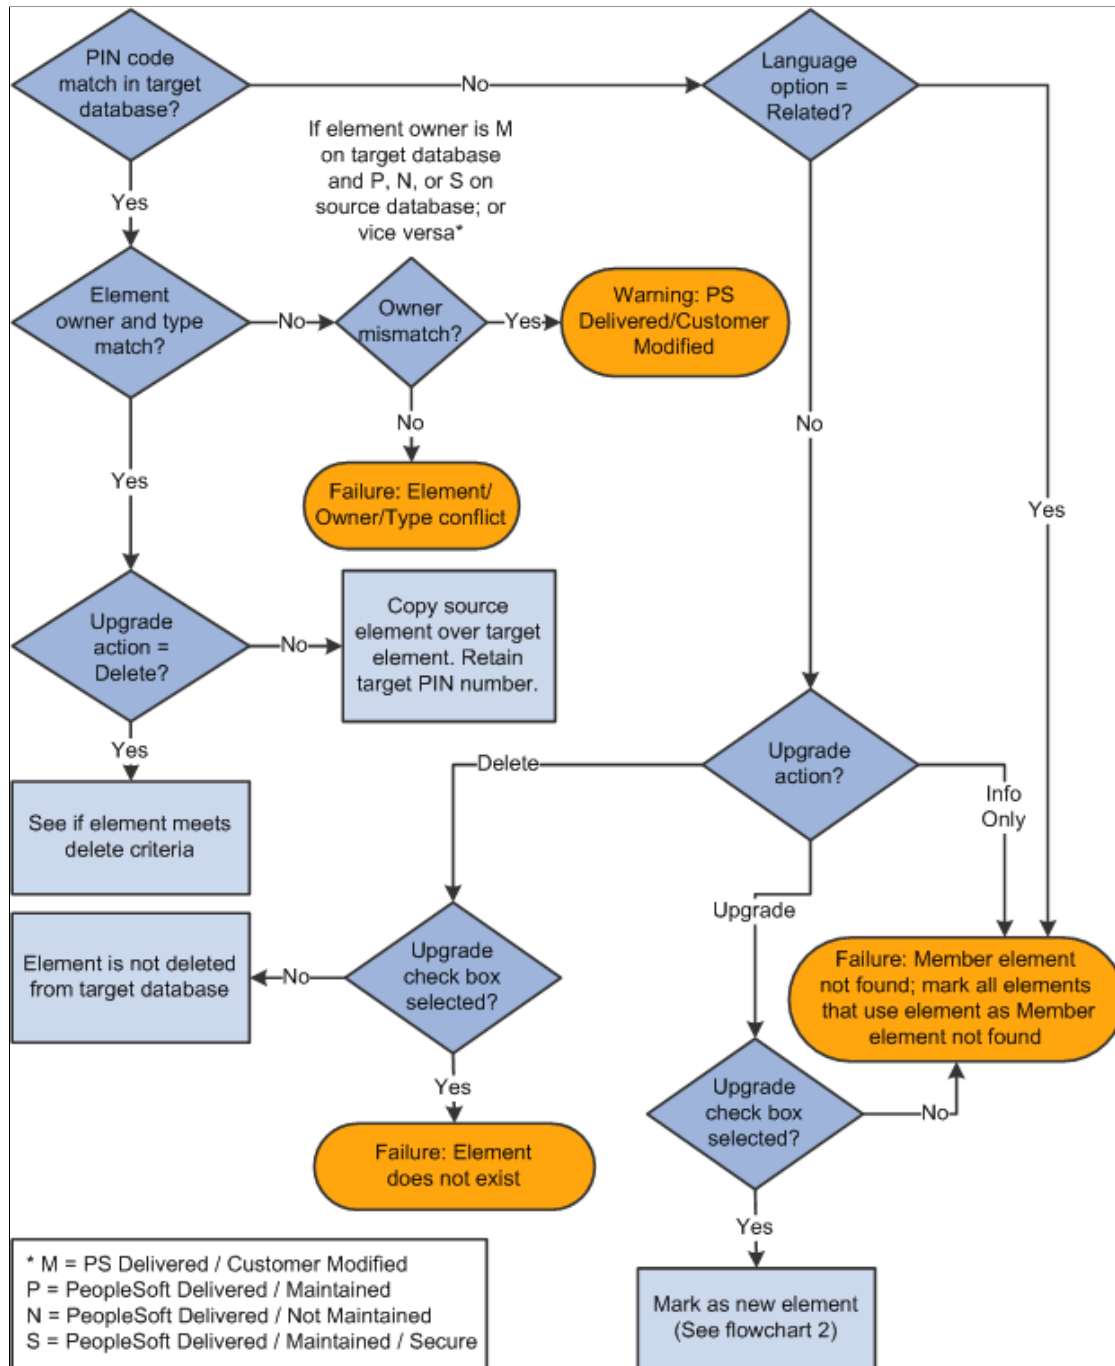 PIN code
match in target
database?
No
Language
option =
Related?
If element owner is M
on target database
and P, N, or S on
source database; or
vice versa*
Yes
Element
owner and type
match?
No
Owner
mismatch?
Yes
Warning: PS
Delivered/Customer
Modified
No
No
Yes
Failure: Element/
Owner/Type conflict
Yes
Upgrade
action =
Delete?
No
Copy source
element over target
element. Retain
target PIN number.
Yes
Delete
Upgrade
action?
Info
Only
See if element meets
delete criteria
Upgrade
Element is not deleted
from target database
No
Upgrade
check box
selected?
Failure: Member element
not found; mark all elements
that use element as Member
element not found
Yes
Upgrade
check box
selected?
No
Failure: Element
does not exist
Yes
* M = PS Delivered / Customer Modified
P = PeopleSoft Delivered / Maintained
N = PeopleSoft Delivered / Not Maintained
S = PeopleSoft Delivered / Maintained / Secure
Mark as new element
(See flowchart 2)